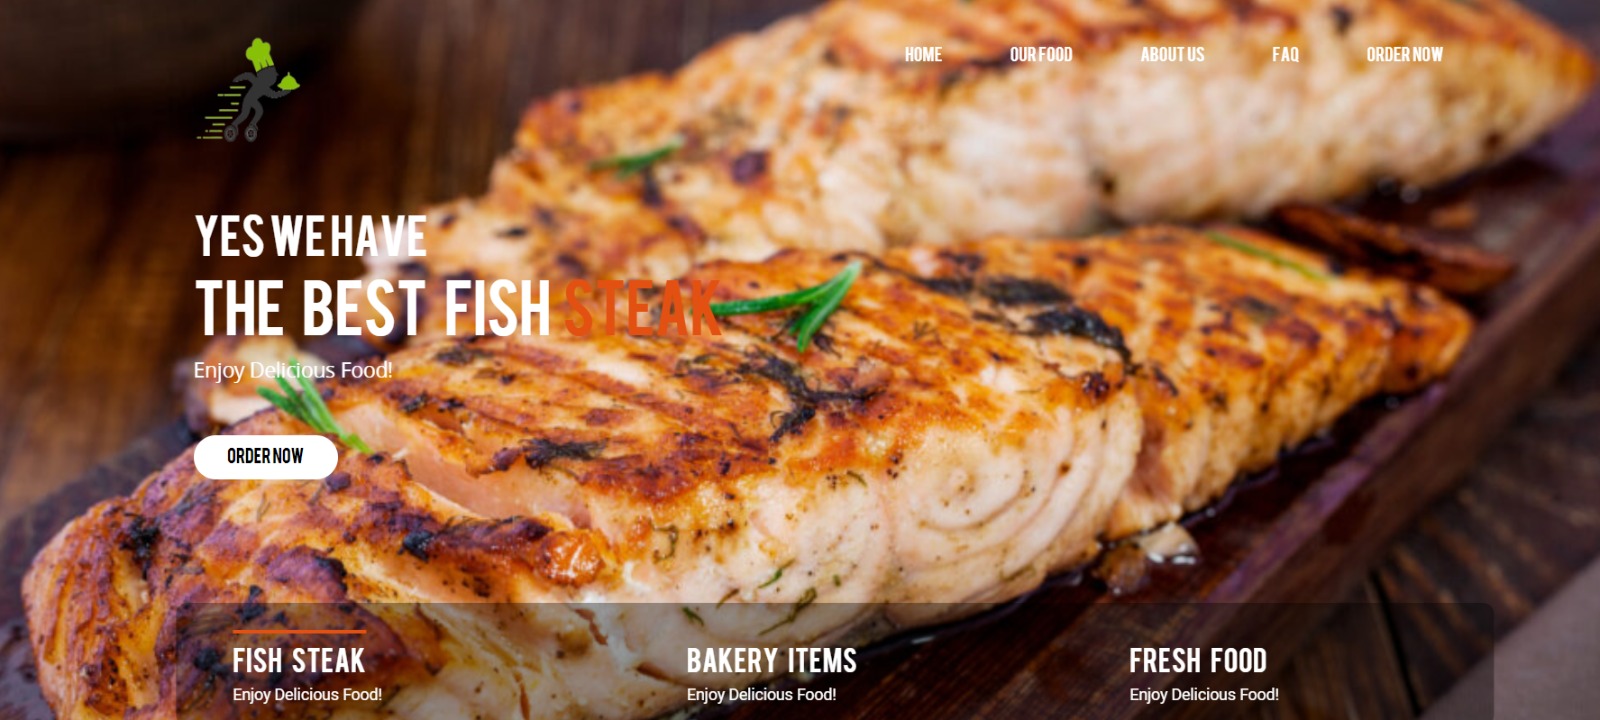 HOME OUR FOOD ABOUT US FAQ ORDER NOW
YES WE HAVE
THE BEST FISH STEAK
Enjoy Delicious Food!
ORDER NOW
FISH STEAK
Enjoy Delicious Food!
BAKERY ITEMS
Enjoy Delicious Food!
FRESH FOOD
Enjoy Delicious Food!